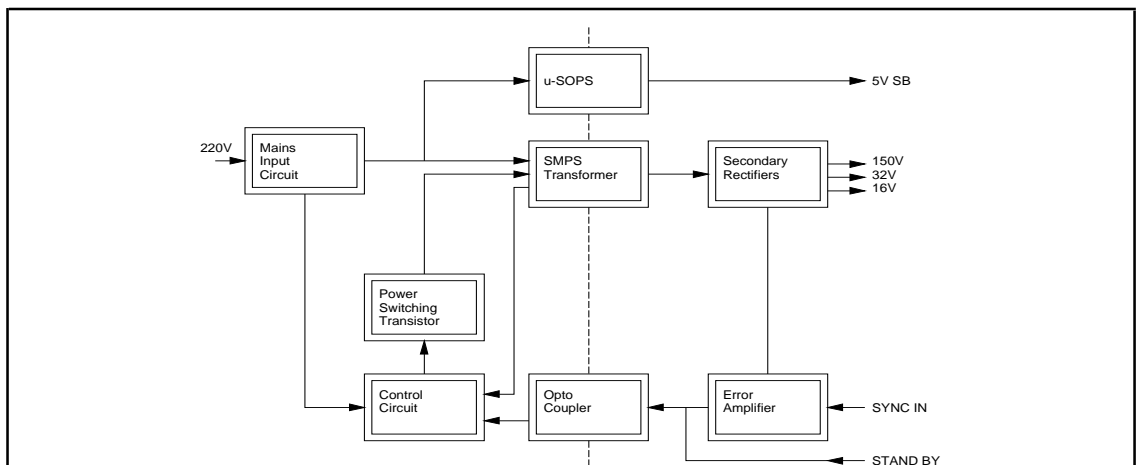 u-SOPS
5V SB
220V
Mains
Input
Circuit
SMPS
Transformer
Secondary
Rectifiers
150V
32V
16V
Power
Switching
Transistor
Control
Circuit
Opto
Coupler
Error
Amplifier
SYNC IN
STAND BY